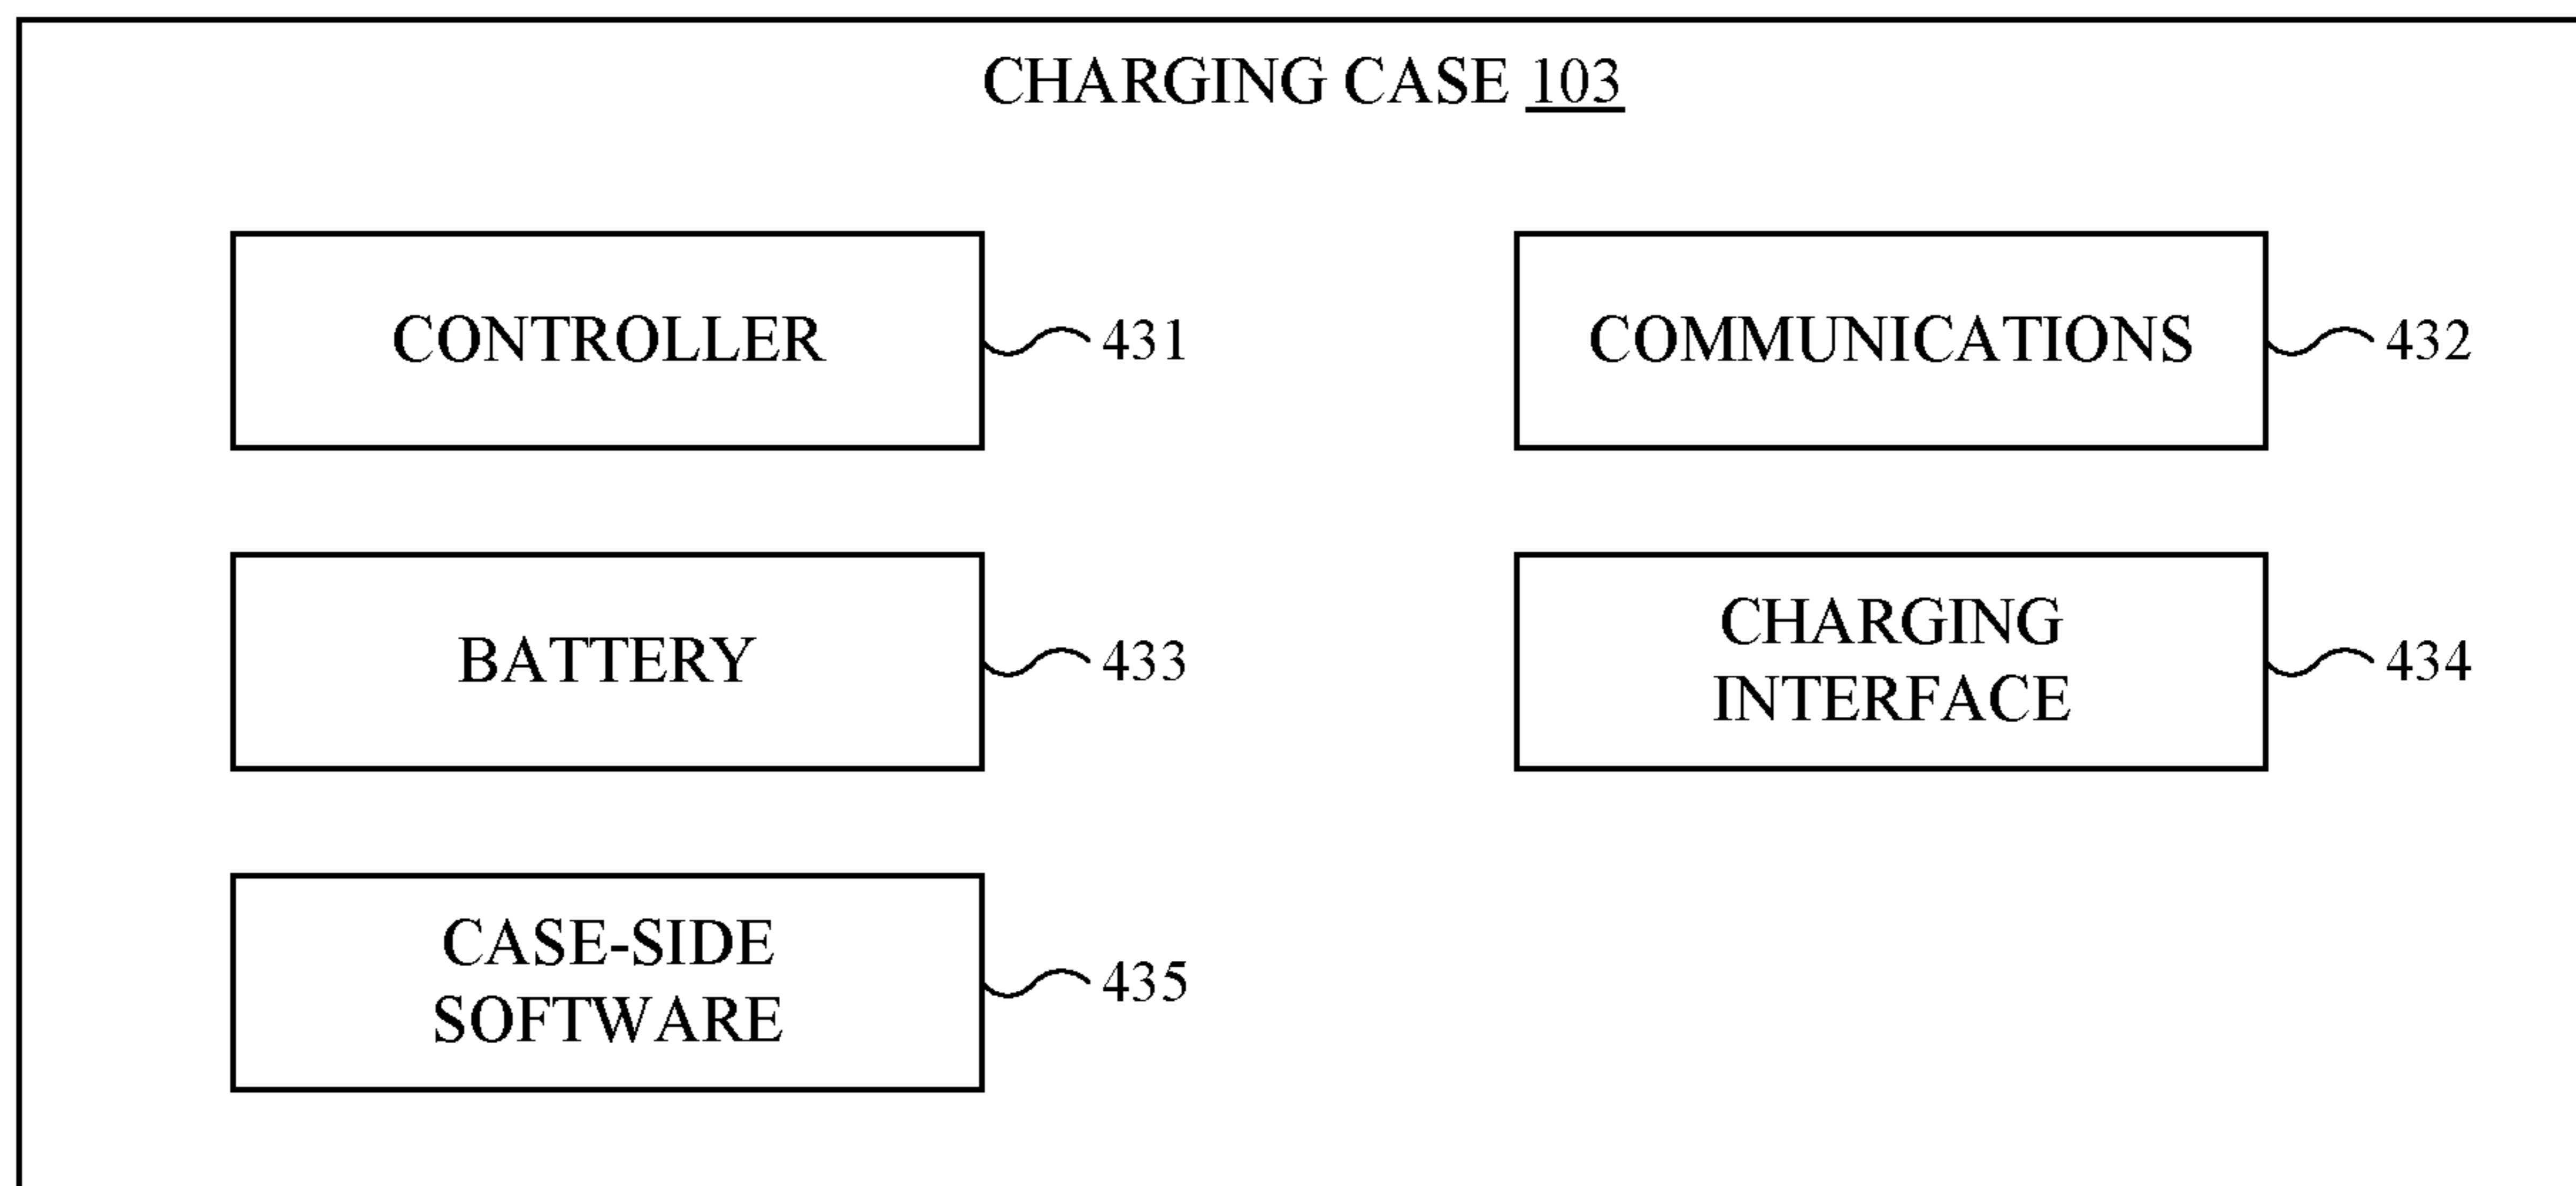 CHARGING CASE 103
CONTROLLER 431
COMMUNICATIONS 432
BATTERY 433
CHARGING
INTERFACE 434
CASE-SIDE
SOFTWARE 435